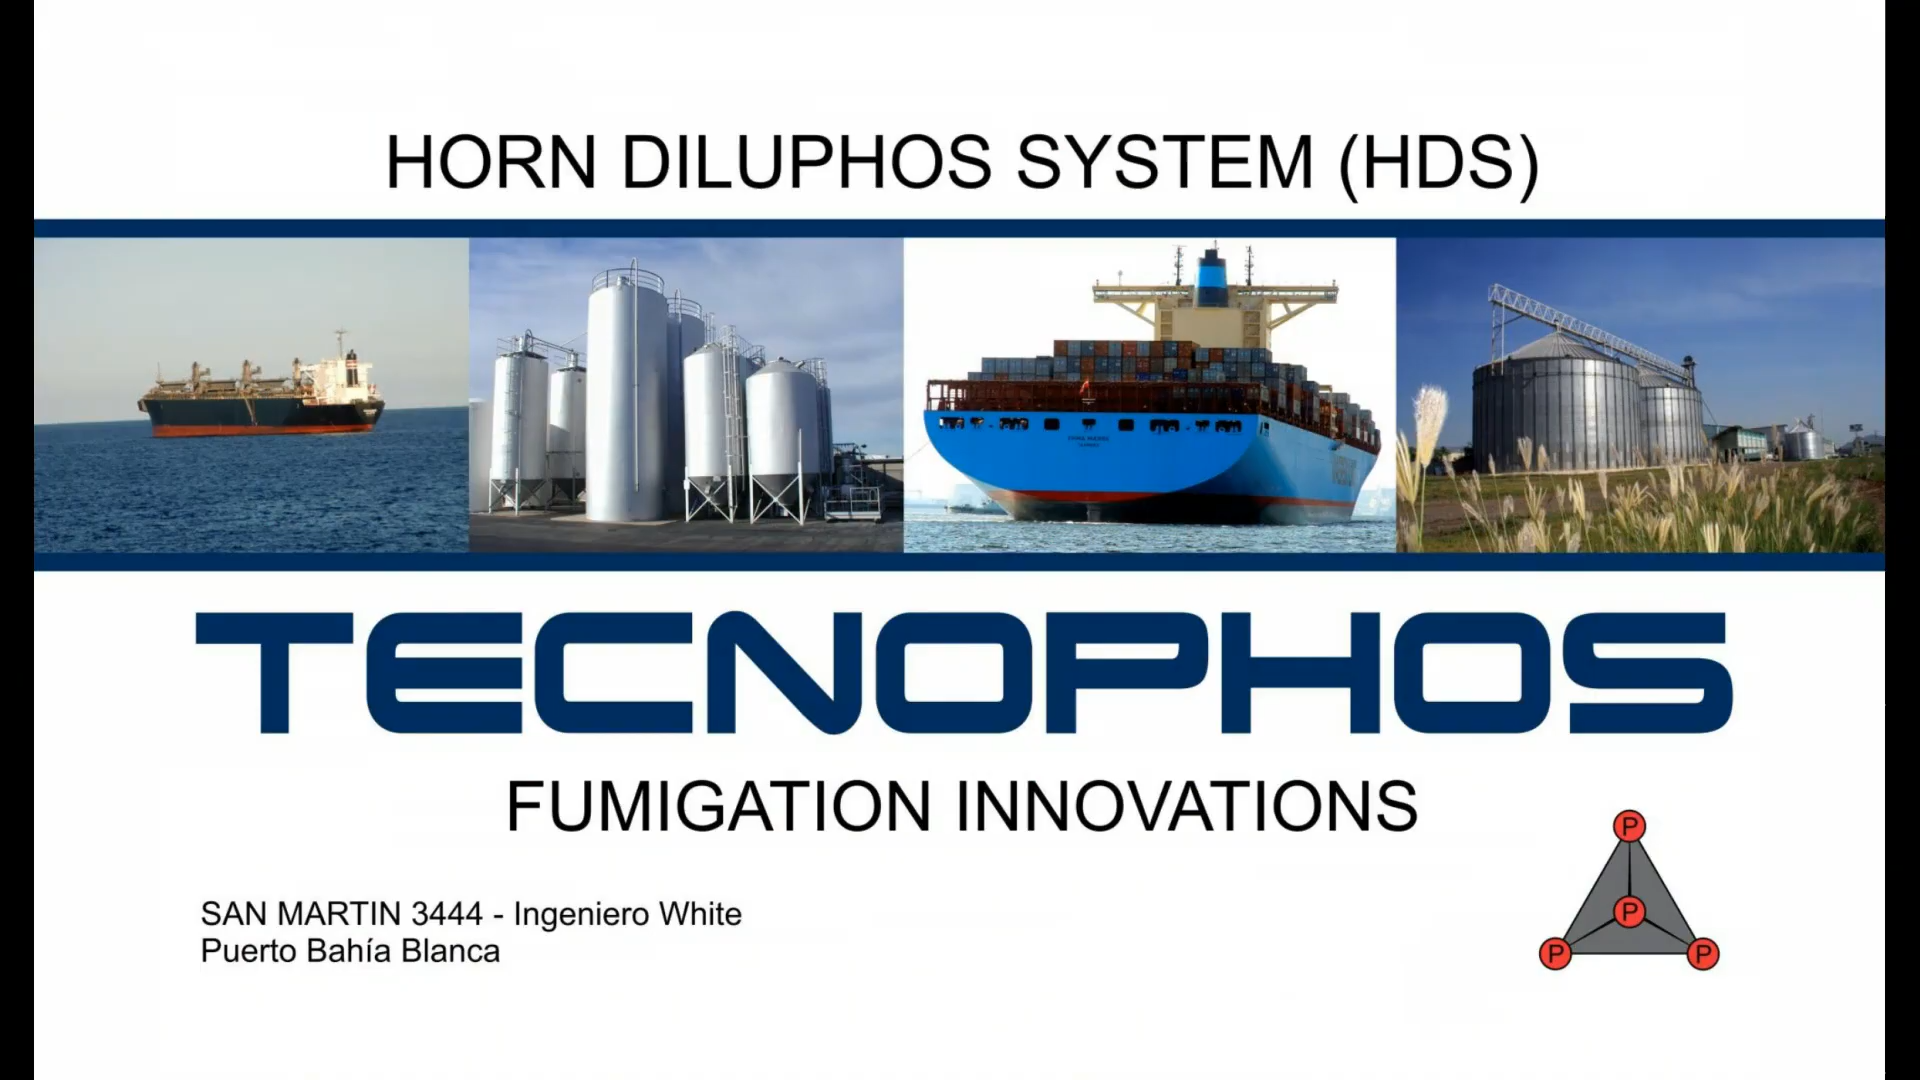 HORN DILUPHOS SYSTEM (HDS)
TECNOPHOS
FUMIGATION INNOVATIONS
SAN MARTIN 3444 - Ingeniero White
Puerto Bahía Blanca
P
P
P
P